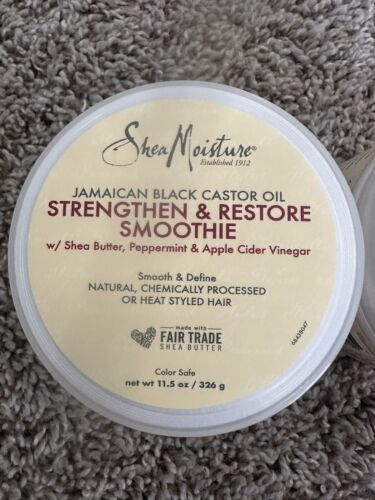 SheaMoisture®
Established 1912
JAMAICAN BLACK CASTOR OIL
STRENGTHEN & RESTORE
SMOOTHIE
w/ Shea Butter, Peppermint & Apple Cider Vinegar
Smooth & Define
NATURAL, CHEMICALLY PROCESSED
OR HEAT STYLED HAIR
made with
FAIR TRADE
SHEA BUTTER
Color Safe
net wt 11.5 oz / 326 g
68428047